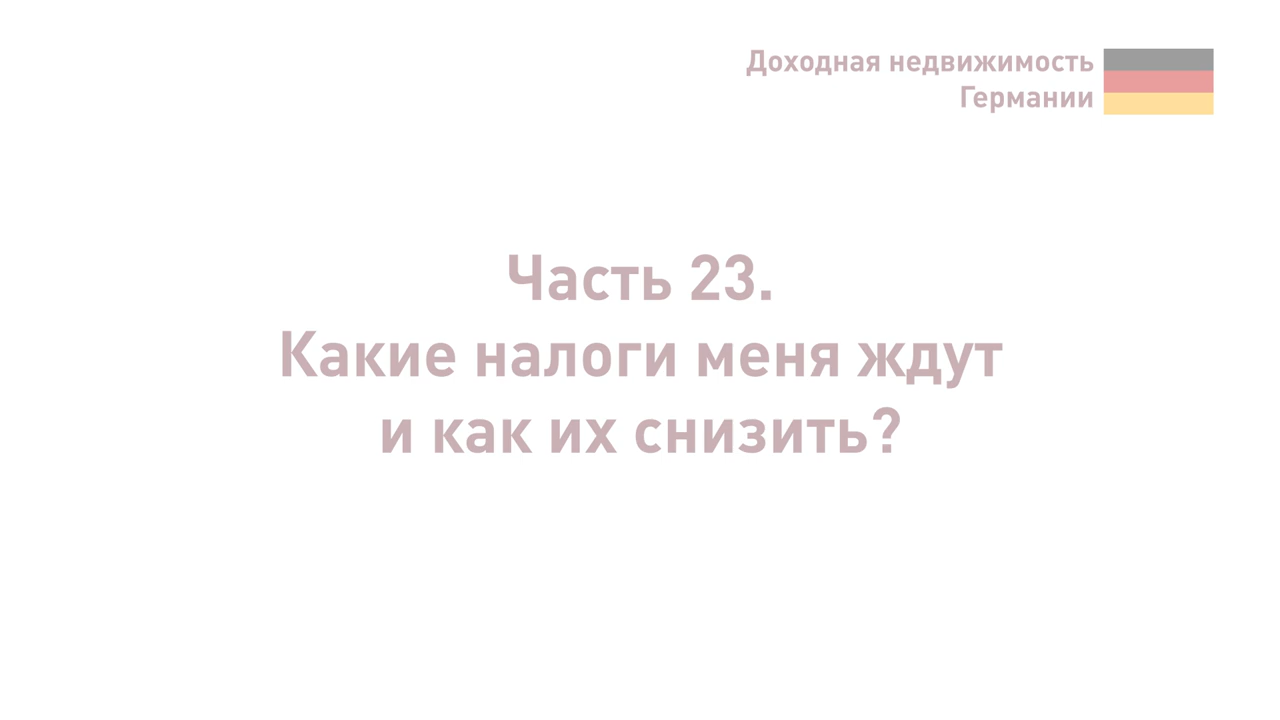 Доходная недвижимость
Германии
Часть 23.
Какие налоги меня ждут
и как их снизить?